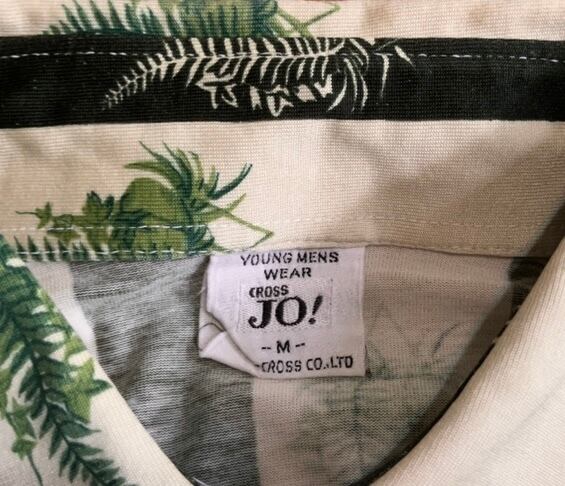 YOUNG MENS
WEAR
CROSS
JO!
-- M --
CROSS CO.,LTD